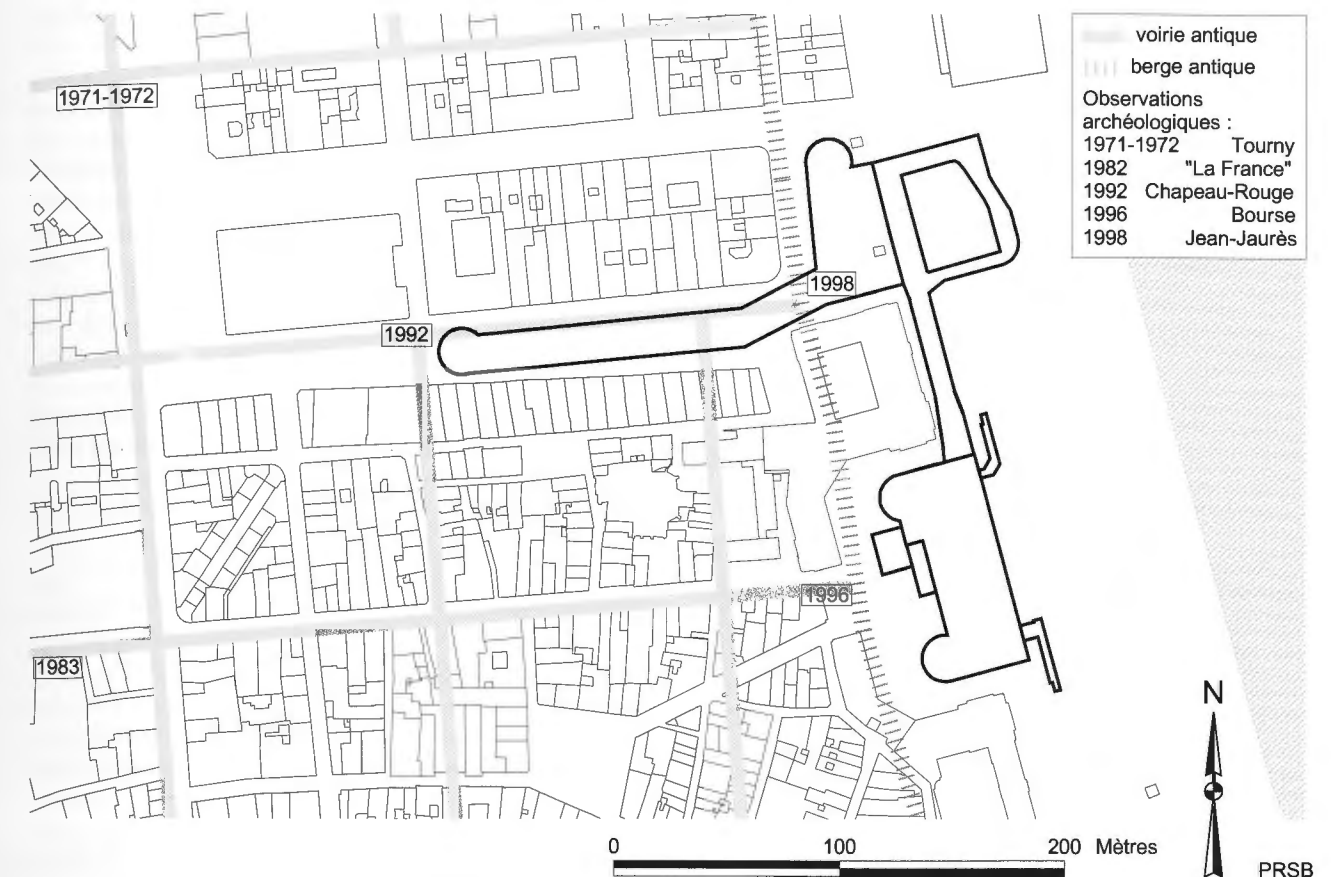 voirie antique
berge antique
Observations
archéologiques :
1971-1972 Tourny
1982 "La France"
1992 Chapeau-Rouge
1996 Bourse
1998 Jean-Jaurès
1971-1972
1998
1992
1996
1983
N
0 100 200 Mètres
PRSB